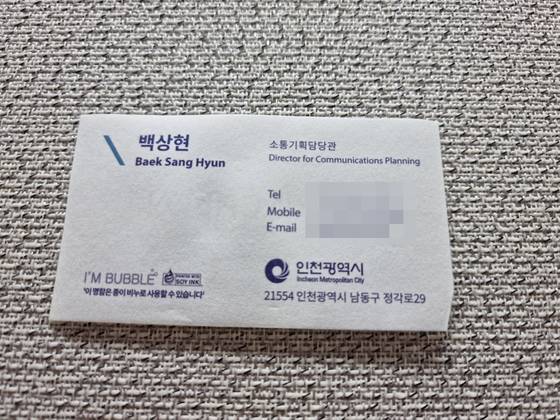 백상현
Baek Sang Hyun
소통기획담당관
Director for Communications Planning
Tel
Mobile
E-mail
I'M BUBBLE
PRINTED WITH
SOY INK
"이 명함은 종이 비누로 사용할 수 있습니다"
인천광역시
Incheon Metropolitan City
21554 인천광역시 남동구 정각로29